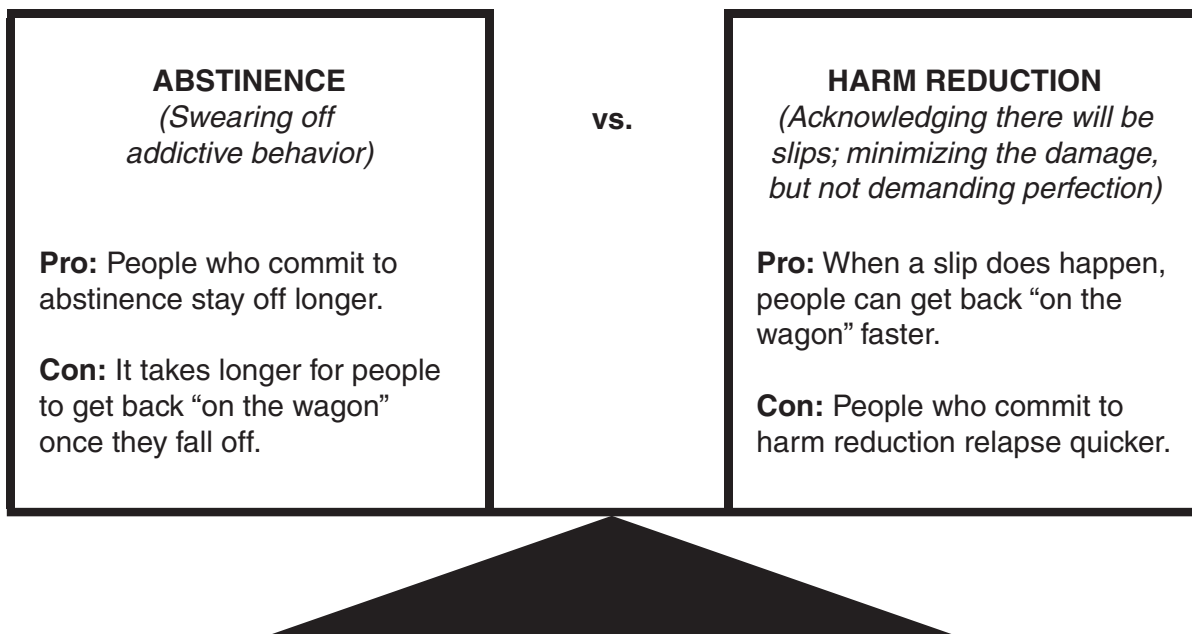 ABSTINENCE
(Swearing off
addictive behavior)
Pro: People who commit to
abstinence stay off longer.
Con: It takes longer for people
to get back “on the wagon”
once they fall off.
vs.
HARM REDUCTION
(Acknowledging there will be
slips; minimizing the damage,
but not demanding perfection)
Pro: When a slip does happen,
people can get back “on the
wagon” faster.
Con: People who commit to
harm reduction relapse quicker.